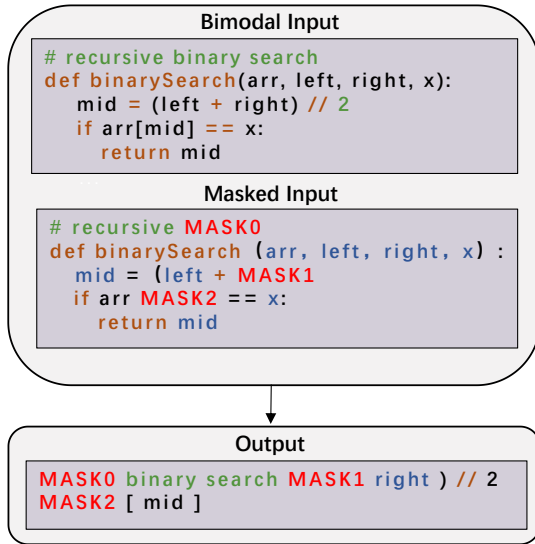 Bimodal Input
# recursive binary search
def binarySearch(arr, left, right, x):
mid = (left + right) // 2
if arr[mid] == x:
return mid
Masked Input
# recursive MASK0
def binarySearch (arr, left, right, x) :
mid = (left + MASK1
if arr MASK2 == x:
return mid
Output
MASK0 binary search MASK1 right ) // 2
MASK2 [ mid ]